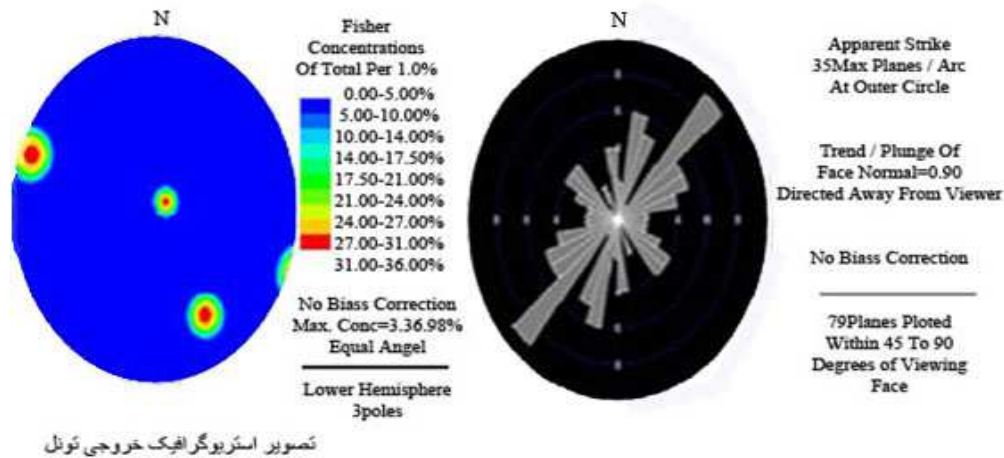 N
Fisher
Concentrations
Of Total Per 1.0%
0.00-5.00%
5.00-10.00%
10.00-14.00%
14.00-17.50%
17.50-21.00%
21.00-24.00%
24.00-27.00%
27.00-31.00%
31.00-36.00%
No Biass Correction
Max. Conc=3.36.98%
Equal Angel
Lower Hemisphere
3poles
N
Apparent Strike
35Max Planes / Arc
At Outer Circle
Trend / Plunge Of
Face Normal=0.90
Directed Away From Viewer
No Biass Correction
79Planes Ploted
Within 45 To 90
Degrees of Viewing
Face
تصویر استریوگرافیک خروجی تونل